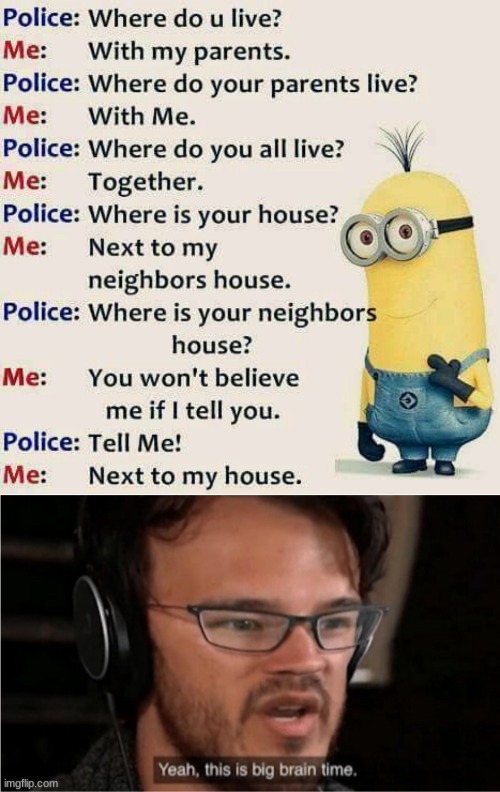 Police: Where do u live?
Me: With my parents.
Police: Where do your parents live?
Me: With Me.
Police: Where do you all live?
Me: Together.
Police: Where is your house?
Me: Next to my
neighbors house.
Police: Where is your neighbors
house?
Me: You won't believe
me if I tell you.
Police: Tell Me!
Me: Next to my house.
Yeah, this is big brain time.
imgflip.com